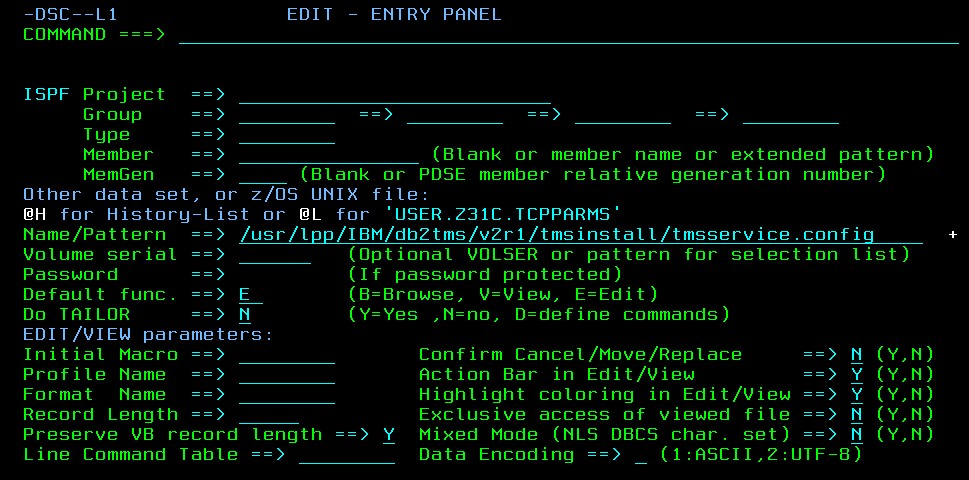 -DSC--L1 EDIT - ENTRY PANEL
COMMAND ===>
ISPF Project ==>
Group ==> ==> ==> ==>
Type ==>
Member ==> (Blank or member name or extended pattern)
MemGen ==> (Blank or PDSE member relative generation number)
Other data set, or z/OS UNIX file:
@H for History-List or @L for 'USER.Z31C.TCPPARMS'
Name/Pattern ==> /usr/lpp/IBM/db2tms/v2r1/tmsinstall/tmsservice.config +
Volume serial ==> (Optional VOLSER or pattern for selection list)
Password ==> (If password protected)
Default func. ==> E (B=Browse, V=View, E=Edit)
Do TAILOR ==> N (Y=Yes ,N=no, D=define commands)
EDIT/VIEW parameters:
Initial Macro ==> Confirm Cancel/Move/Replace ==> N (Y,N)
Profile Name ==> Action Bar in Edit/View ==> Y (Y,N)
Format Name ==> Highlight coloring in Edit/View ==> Y (Y,N)
Record Length ==> Exclusive access of viewed file ==> N (Y,N)
Preserve VB record length ==> Y Mixed Mode (NLS DBCS char. set) ==> N (Y,N)
Line Command Table ==> Data Encoding ==> _ (1:ASCII,2:UTF-8)